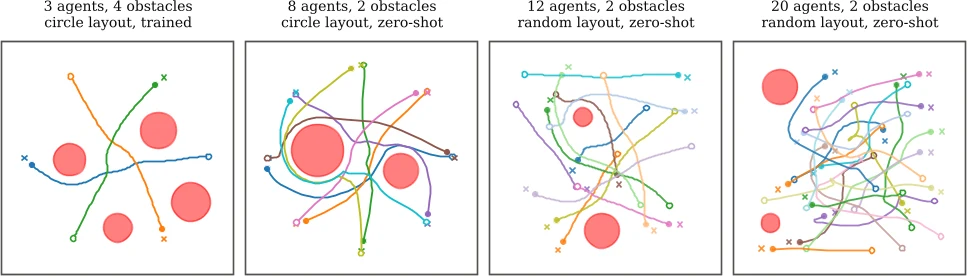 3 agents, 4 obstacles
circle layout, trained
8 agents, 2 obstacles
circle layout, zero-shot
12 agents, 2 obstacles
random layout, zero-shot
20 agents, 2 obstacles
random layout, zero-shot